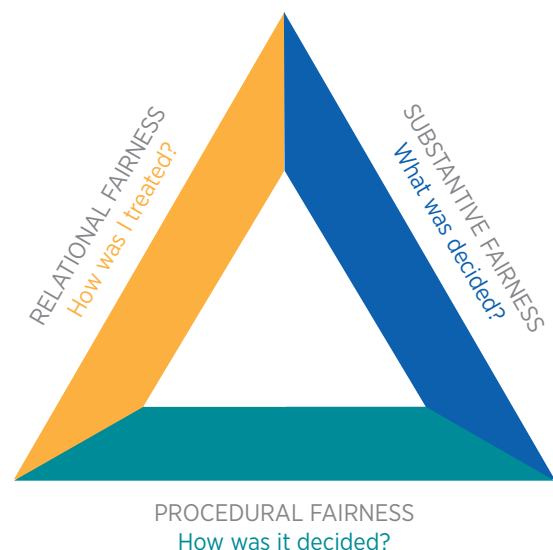 RELATIONAL FAIRNESS
How was I treated?
SUBSTANTIVE FAIRNESS
What was decided?
PROCEDURAL FAIRNESS
How was it decided?